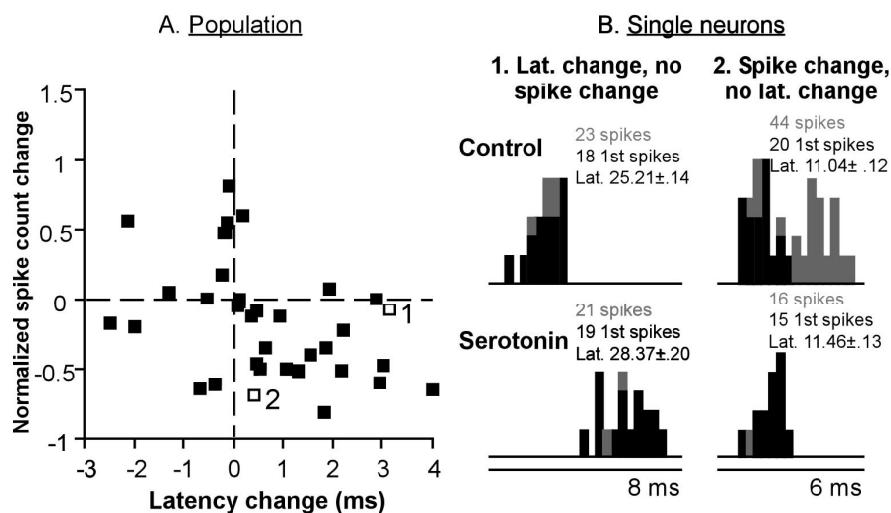 A. Population
B. Single neurons
1. Lat. change, no
spike change
2. Spike change,
no lat. change
Normalized spike count change
1.5
1
0.5
0
-0.5
-1
-3
-2
-1
0
1
2
3
4
Latency change (ms)
1
2
Control
23 spikes
18 1st spikes
Lat. 25.21±.14
44 spikes
20 1st spikes
Lat. 11.04± .12
Serotonin
21 spikes
19 1st spikes
Lat. 28.37±.20
16 spikes
15 1st spikes
Lat. 11.46±.13
8 ms
6 ms